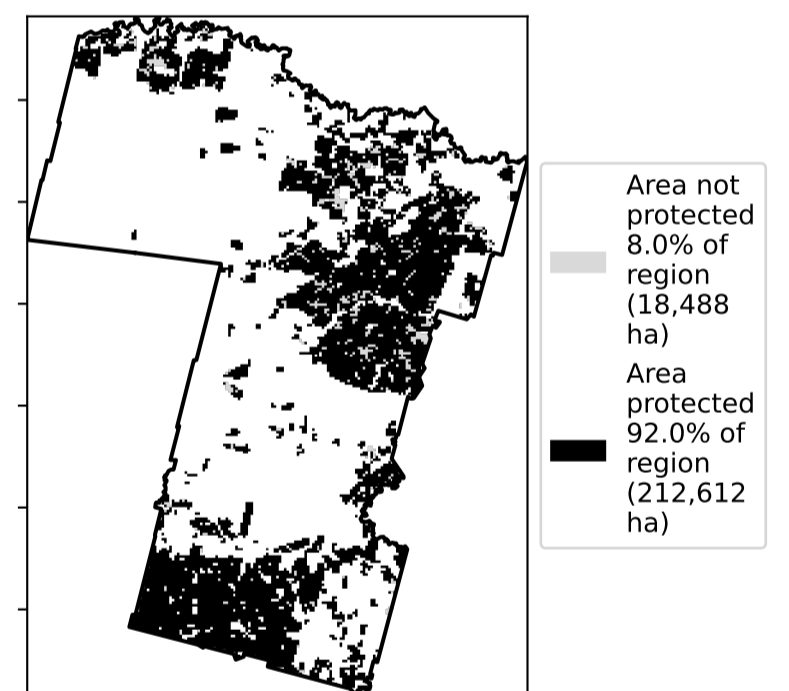 Area not
protected
8.0% of
region
(18,488
ha)
Area
protected
92.0% of
region
(212,612
ha)